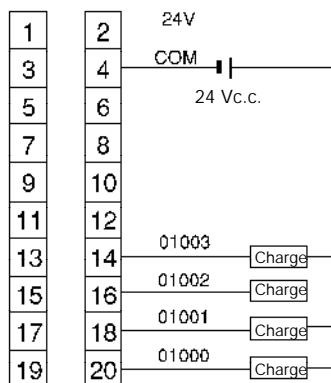 24V
1 2
COM
3 4
24 Vc.c.
5 6
7 8
9 10
11 12
01003
13 14 Charge
01002
15 16 Charge
01001
17 18 Charge
01000
19 20 Charge